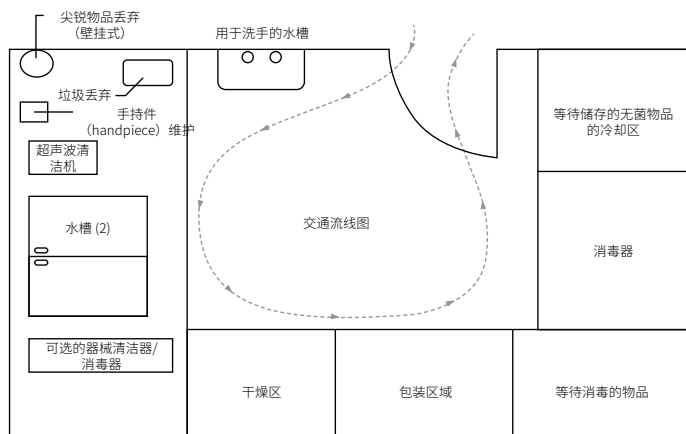 尖锐物品丢弃
（壁挂式）
用于洗手的水槽
垃圾丢弃
手持件
（handpiece）维护
超声波清
洁机
水槽 (2)
可选的器械清洁器/
消毒器
交通流线图
等待储存的无菌物品
的冷却区
消毒器
干燥区
包装区域
等待消毒的物品